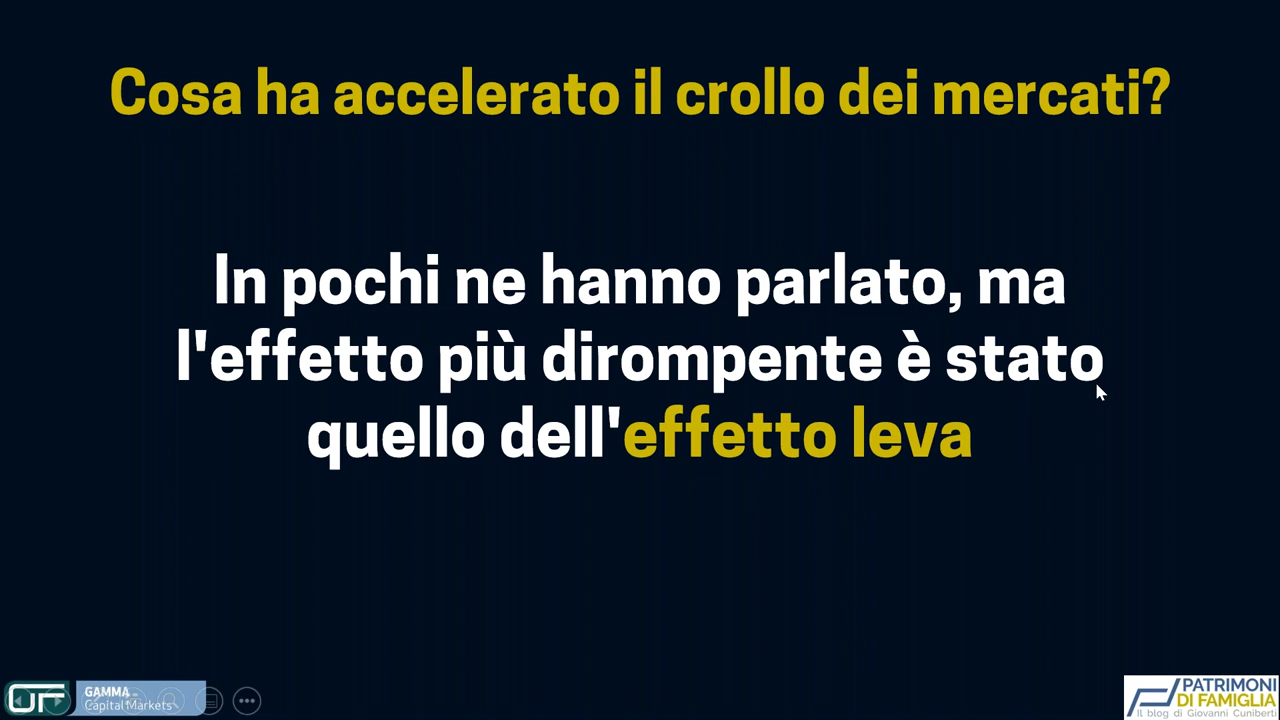 Cosa ha accelerato il crollo dei mercati?
In pochi ne hanno parlato, ma
l'effetto più dirompente è stato
quello dell'effetto leva
GAMMA
Capital Markets
PATRIMONI
DI FAMIGLIA
Il blog di Giovanni Cuniberti